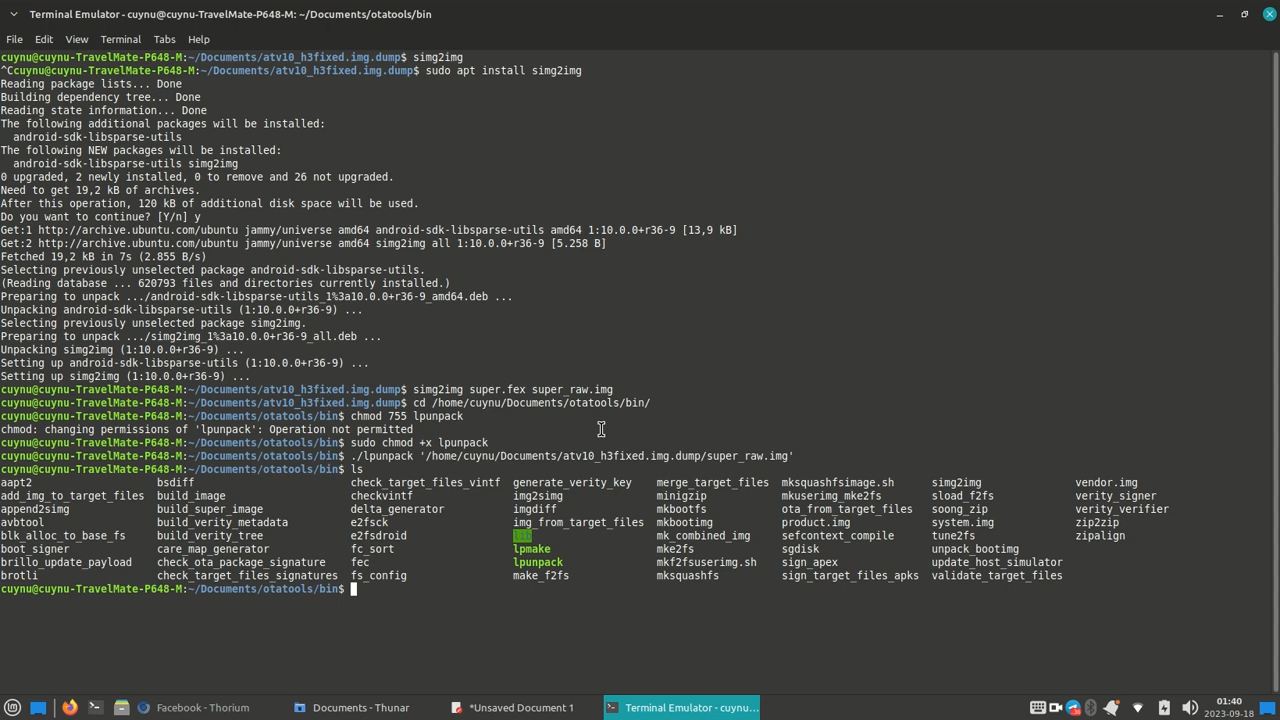 Terminal Emulator - cuynu@cuynu-TravelMate-P648-M: ~/Documents/otatools/bin/
File Edit View Terminal Tabs Help
cuynu@cuynu-TravelMate-P648-M:~/Documents/atv10_h3fixed.img.dump$ simg2img
^Ccuynu@cuynu-TravelMate-P648-M:~/Documents/atv10_h3fixed.img.dump$ sudo apt install simg2img
Reading package lists... Done
Building dependency tree... Done
Reading state information... Done
The following additional packages will be installed:
  android-sdk-libsparse-utils
The following NEW packages will be installed:
  android-sdk-libsparse-utils simg2img
0 upgraded, 2 newly installed, 0 to remove and 26 not upgraded.
Need to get 19,2 kB of archives.
After this operation, 120 kB of additional disk space will be used.
Do you want to continue? [Y/n] y
Get:1 http://archive.ubuntu.com/ubuntu jammy/universe amd64 android-sdk-libsparse-utils amd64 1:10.0.0+r36-9 [13,9 kB]
Get:2 http://archive.ubuntu.com/ubuntu jammy/universe amd64 simg2img all 1:10.0.0+r36-9 [5.258 B]
Fetched 19,2 kB in 7s (2.855 B/s)
Selecting previously unselected package android-sdk-libsparse-utils.
(Reading database ... 620793 files and directories currently installed.)
Preparing to unpack .../android-sdk-libsparse-utils_1%3a10.0.0+r36-9_amd64.deb ...
Unpacking android-sdk-libsparse-utils (1:10.0.0+r36-9) ...
Selecting previously unselected package simg2img.
Preparing to unpack .../simg2img_1%3a10.0.0+r36-9_all.deb ...
Unpacking simg2img (1:10.0.0+r36-9) ...
Setting up android-sdk-libsparse-utils (1:10.0.0+r36-9) ...
Setting up simg2img (1:10.0.0+r36-9) ...
cuynu@cuynu-TravelMate-P648-M:~/Documents/atv10_h3fixed.img.dump$ simg2img super.fex super_raw.img
cuynu@cuynu-TravelMate-P648-M:~/Documents/atv10_h3fixed.img.dump$ cd /home/cuynu/Documents/otatools/bin/
cuynu@cuynu-TravelMate-P648-M:~/Documents/otatools/bin$ chmod 755 lpunpack
chmod: changing permissions of 'lpunpack': Operation not permitted
cuynu@cuynu-TravelMate-P648-M:~/Documents/otatools/bin$ sudo chmod +x lpunpack
cuynu@cuynu-TravelMate-P648-M:~/Documents/otatools/bin$ ./lpunpack '/home/cuynu/Documents/atv10_h3fixed.img.dump/super_raw.img'
cuynu@cuynu-TravelMate-P648-M:~/Documents/otatools/bin$ ls
aapt2 bsdiff check_target_files_vintf generate_verity_key merge_target_files mksquashfsimage.sh simg2img vendor.img
add_img_to_target_files build_image checkvintf img2simg minigzip mkuserimg_mke2fs sload_f2fs verity_signer
append2simg build_super_image delta_generator imgdiff mkbootfs ota_from_target_files soong_zip verity_verifier
avbtool build_verity_metadata e2fsck img_from_target_files mkbootimg product.img system.img zip2zip
blk_alloc_to_base_fs build_verity_tree e2fsdroid lib mk_combined_img sefcontext_compile tune2fs zipalign
boot_signer care_map_generator fc_sort lpmake mke2fs sgdisk unpack_bootimg
brillo_update_payload check_ota_package_signature fec lpunpack mkf2fsuserimg.sh sign_apex update_host_simulator
brotli check_target_files_signatures fs_config make_f2fs mksquashfs sign_target_files_apks validate_target_files
cuynu@cuynu-TravelMate-P648-M:~/Documents/otatools/bin$
Facebook - Thorium Documents - Thunar *Unsaved Document 1 Terminal Emulator - cuynu... 01:40
2023-09-18